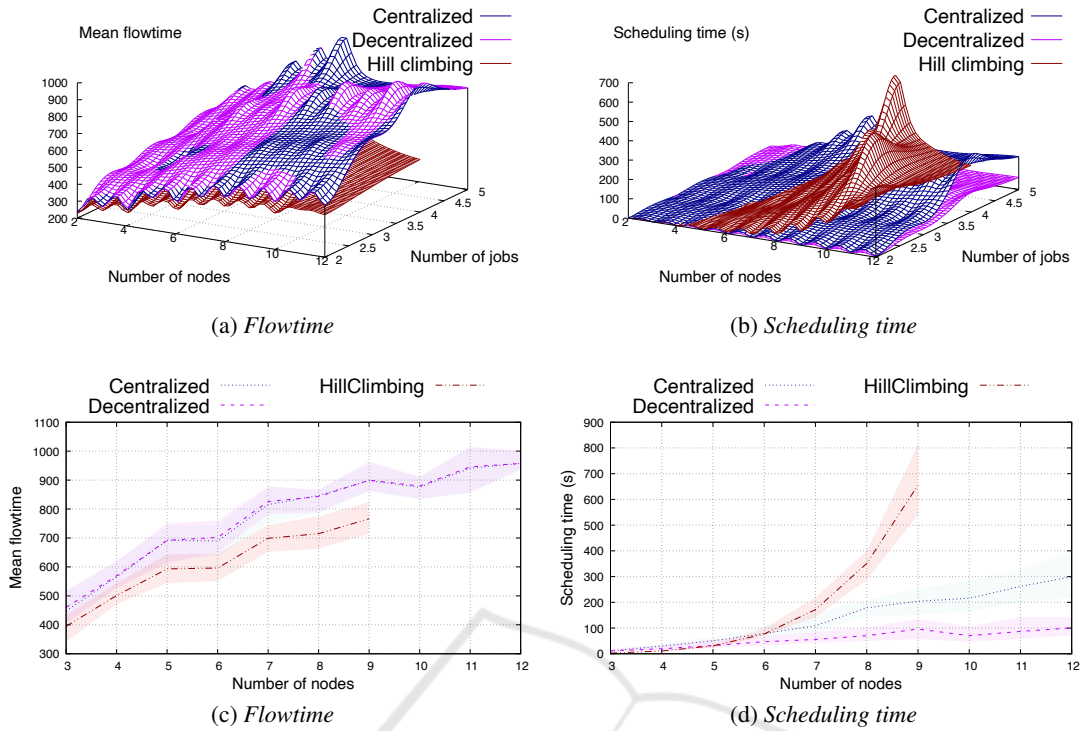 Centralized
Decentralized
Hill climbing
Mean flowtime
1000
900
800
700
600
500
400
300
200
2
4
6
8
10
12
Number of nodes
2
2.5
3
3.5
4
4.5
5
Number of jobs
(a) Flowtime
Centralized
Decentralized
Hill climbing
Scheduling time (s)
700
600
500
400
300
200
100
0
2
4
6
8
10
12
Number of nodes
2
2.5
3
3.5
4
4.5
5
Number of jobs
(b) Scheduling time
Centralized
Decentralized
HillClimbing
Mean flowtime
1100
1000
900
800
700
600
500
400
300
3 4 5 6 7 8 9 10 11 12
Number of nodes
(c) Flowtime
Centralized
Decentralized
HillClimbing
Scheduling time (s)
900
800
700
600
500
400
300
200
100
0
3 4 5 6 7 8 9 10 11 12
Number of nodes
(d) Scheduling time